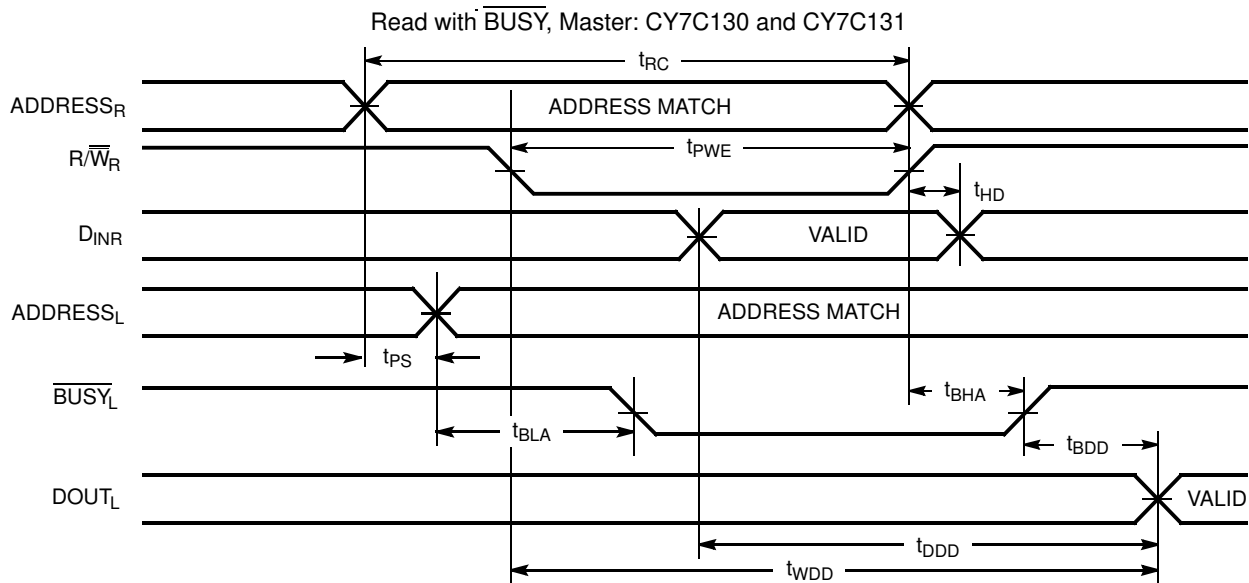 Read with BUSY, Master: CY7C130 and CY7C131
tRC
ADDRESSR
ADDRESS MATCH
R/WR
tPWE
tHD
DINR
VALID
ADDRESSL
ADDRESS MATCH
tPS
BUSYL
tBHA
tBLA
tBDD
DOUTL
VALID
tDDD
tWDD